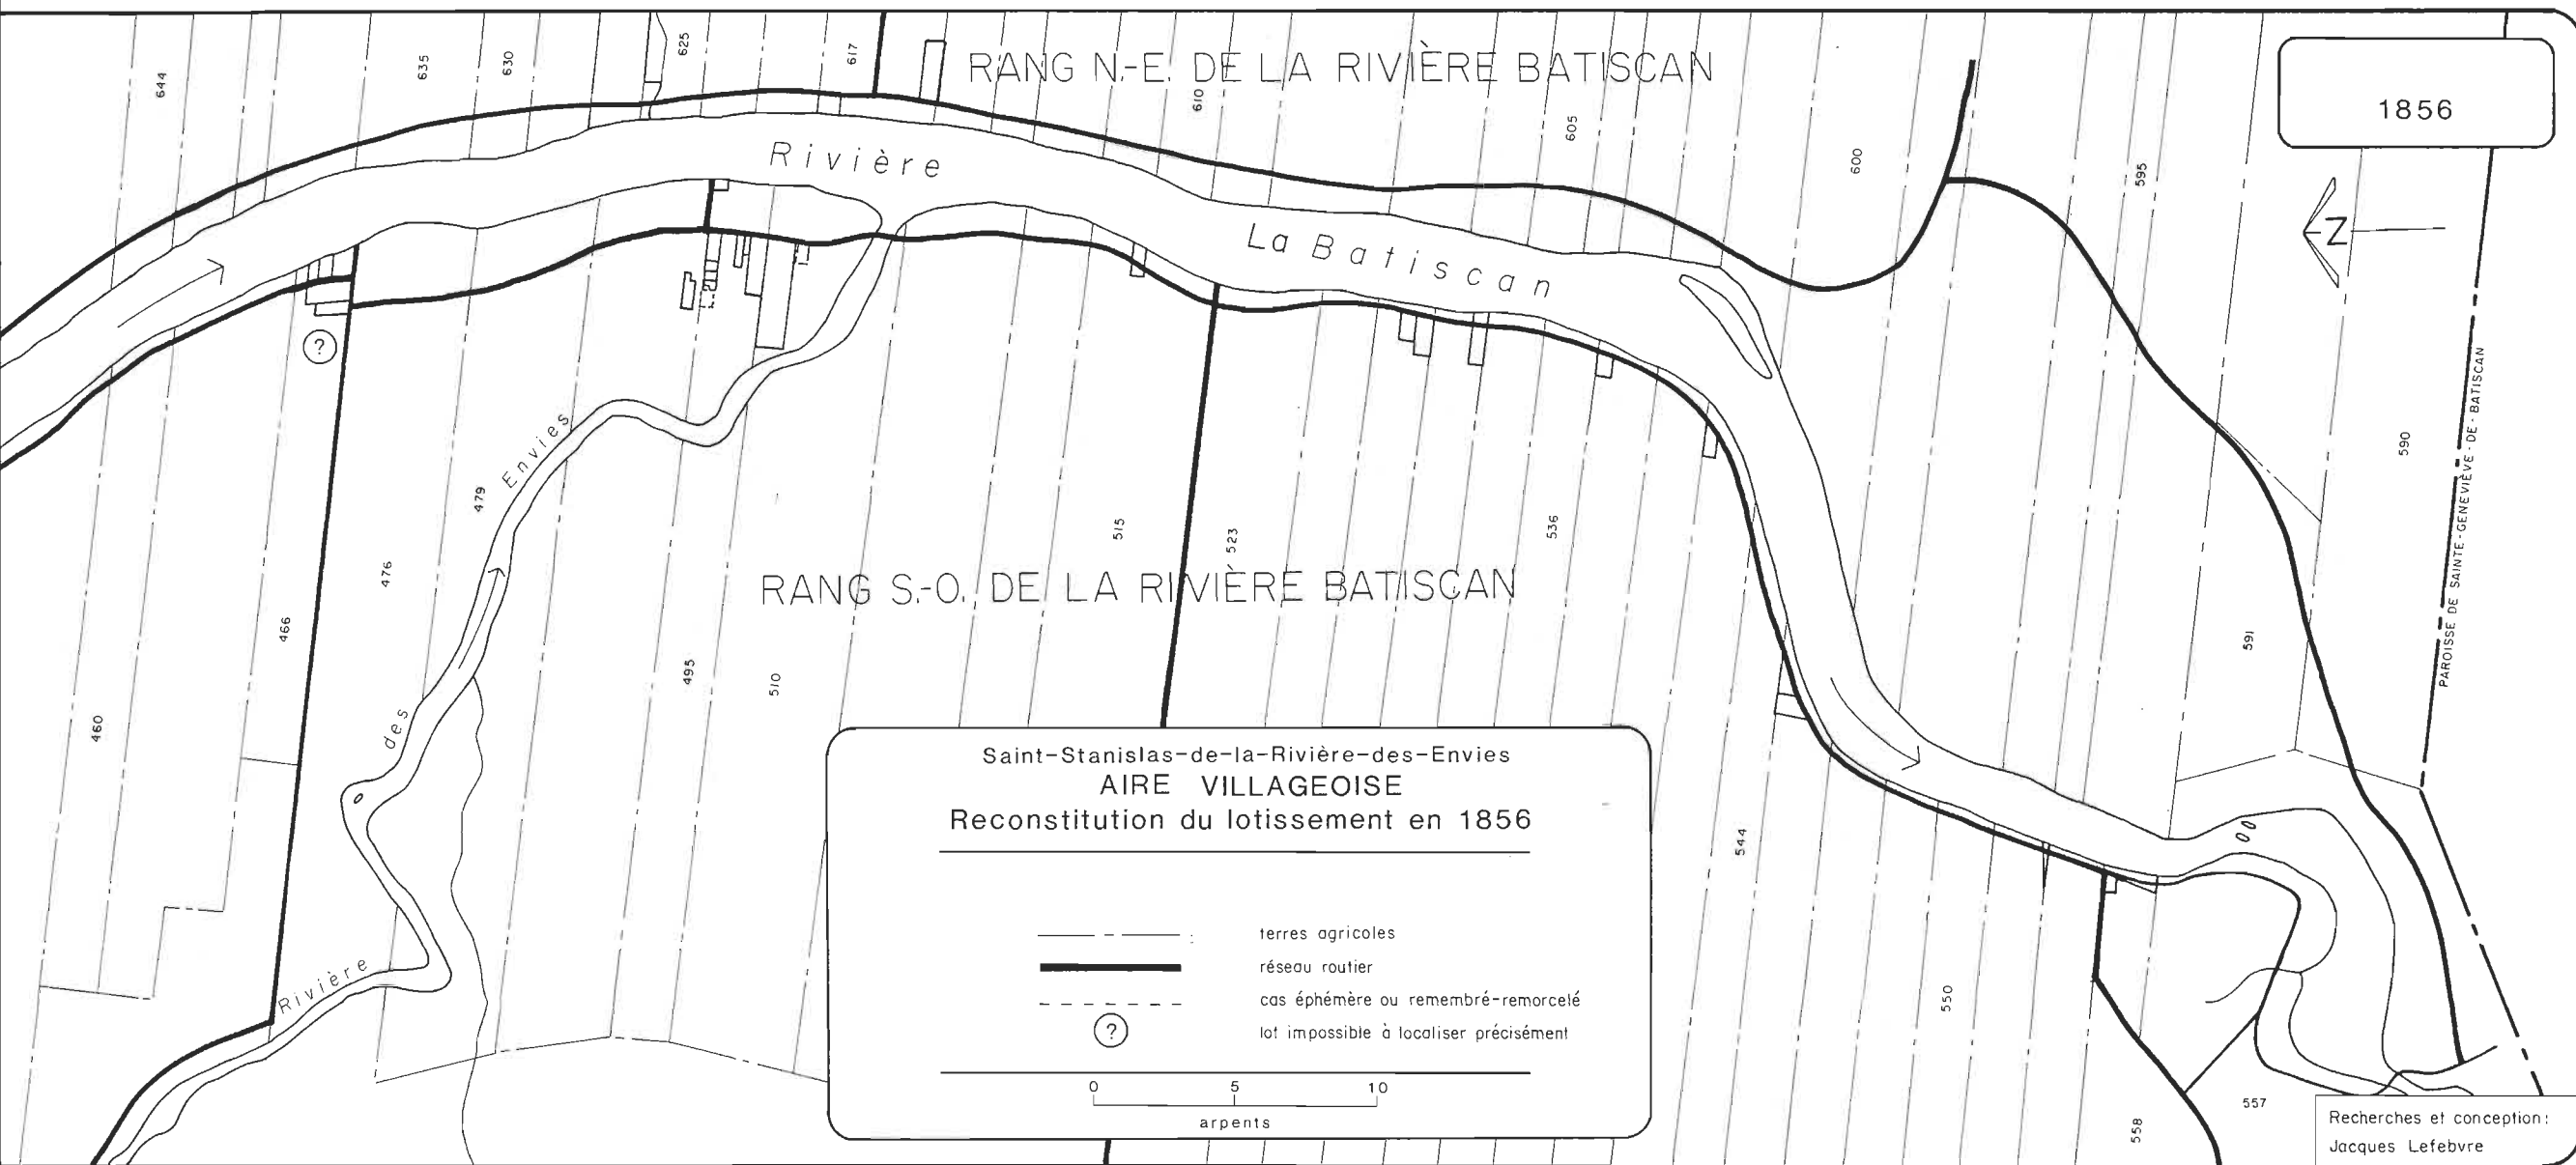 644
635
630
625
617
RANG N.-E. DE LA RIVIÈRE BATISCAN
610
605
600
595
1856
Rivière
La Batiscan
Z
?
590
PAROISSE DE SAINTE-GENEVIÈVE-DE-BATISCAN
Envies
479
476
466
460
495
510
515
523
536
RANG S.-O. DE LA RIVIÈRE BATISCAN
591
des
Rivière
544
550
558
557
Saint-Stanislas-de-la-Rivière-des-Envies
AIRE VILLAGEOISE
Reconstitution du lotissement en 1856
terres agricoles
réseau routier
cas éphémère ou remembré-remorcelé
? lot impossible à localiser précisément
0 5 10
arpents
Recherches et conception:
Jacques Lefebvre